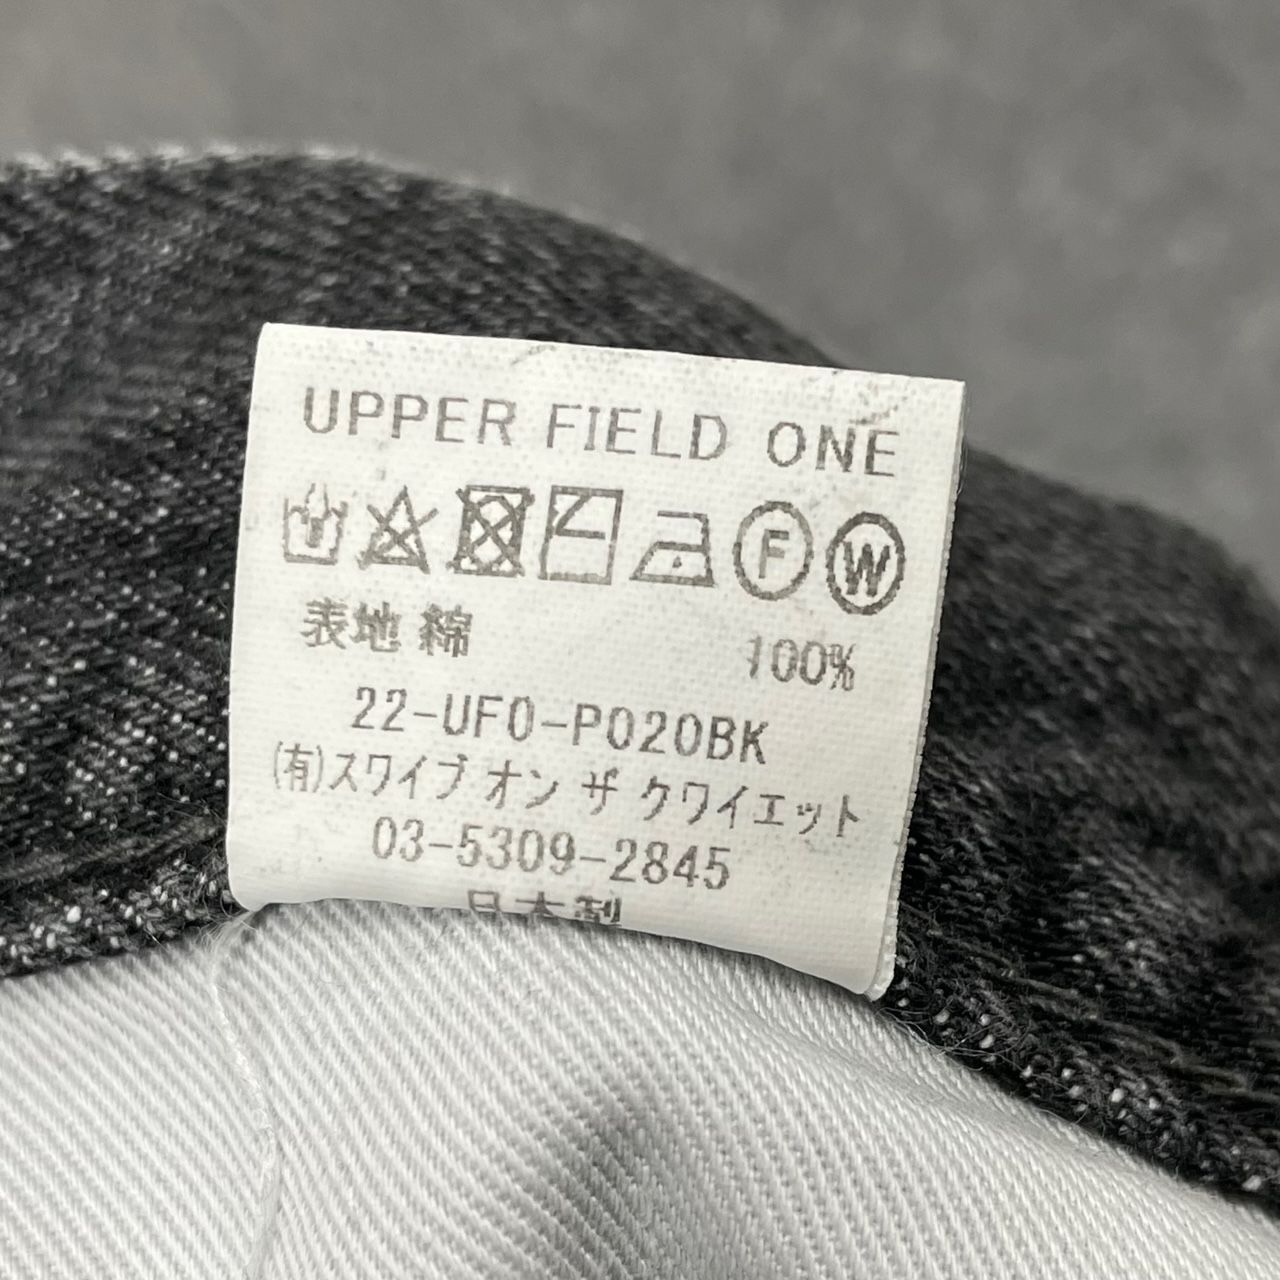 UPPER FIELD ONE
F W
表地 綿 100%
22-UFO-P020BK
(有)スワイプ オン ザ クワイエット
03-5309-2845
日本製